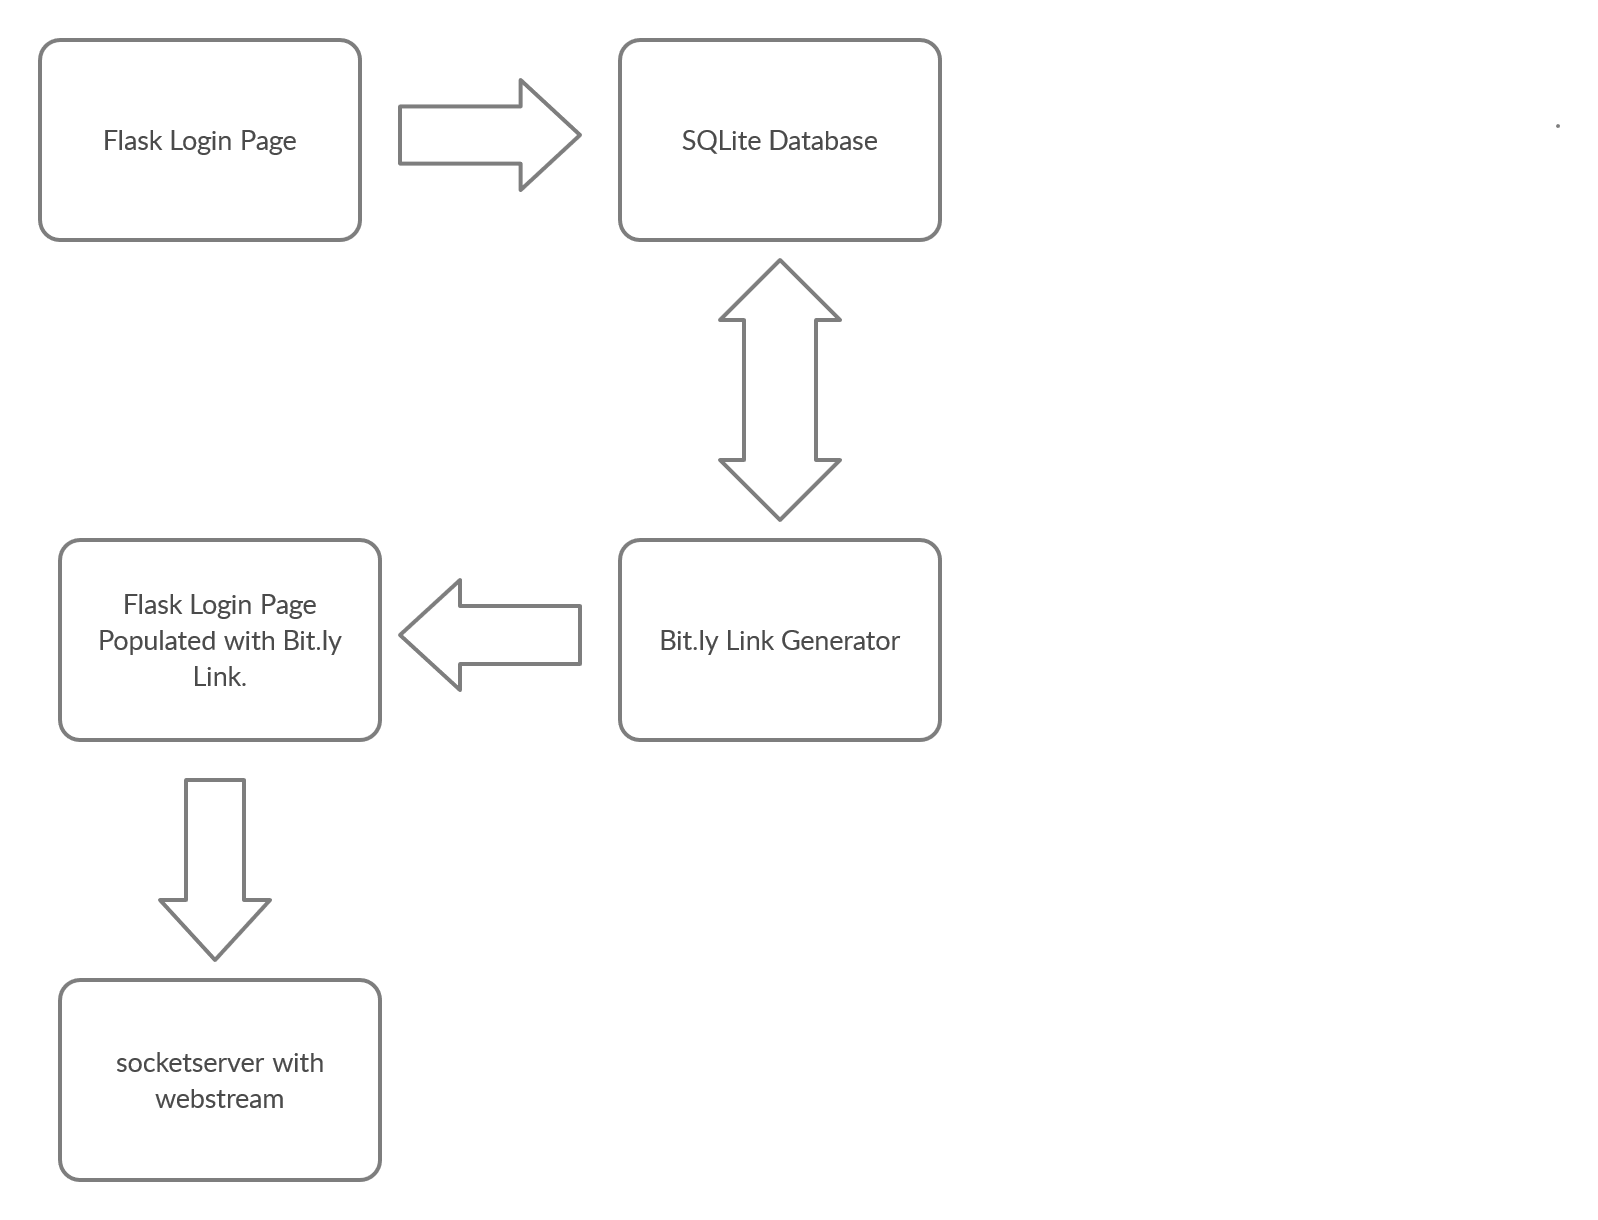 Flask Login Page
SQLite Database
Flask Login Page
Populated with Bit.ly
Link.
Bit.ly Link Generator
socketserver with
webstream